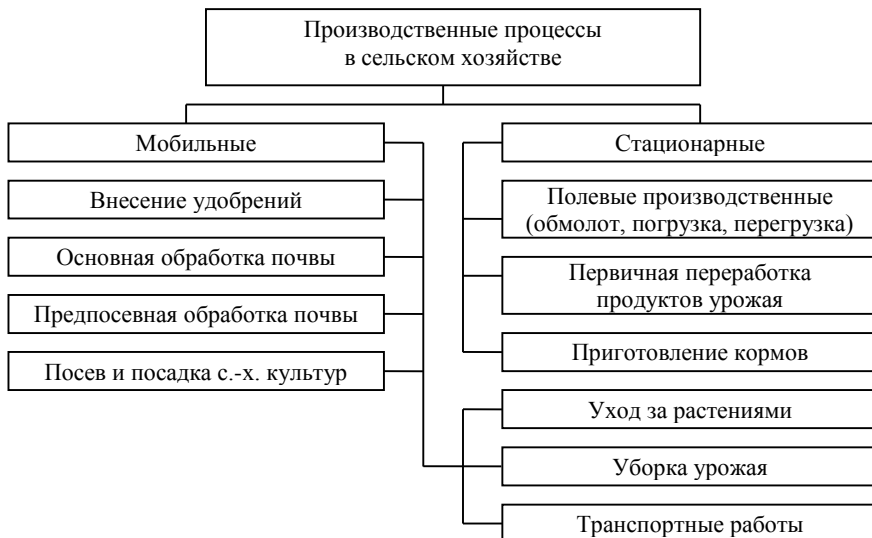 Производственные процессы
в сельском хозяйстве
Мобильные
Внесение удобрений
Основная обработка почвы
Предпосевная обработка почвы
Посев и посадка с.-х. культур
Стационарные
Полевые производственные
(обмолот, погрузка, перегрузка)
Первичная переработка
продуктов урожая
Приготовление кормов
Уход за растениями
Уборка урожая
Транспортные работы